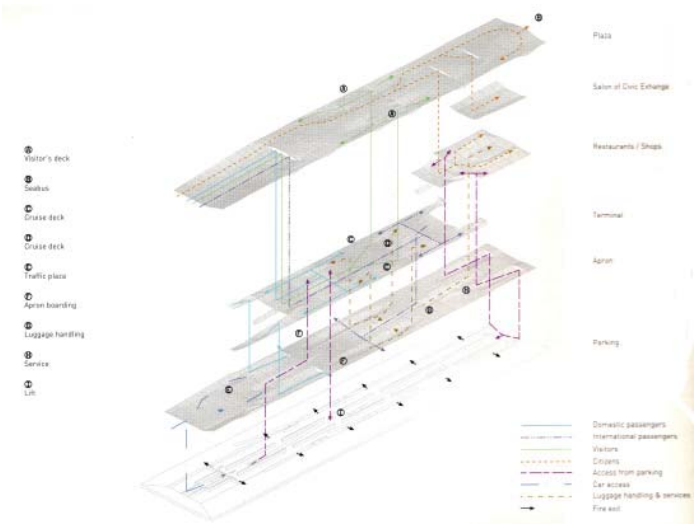 Visitor's deck
Seabus
Cruise deck
Cruise deck
Traffic plaza
Apron boarding
Luggage handling
Service
Lift
Plaza
Salon of Civic Exhange
Restaurants / Shops
Terminal
Apron
Parking
Domestic passengers
International passengers
Visitors
Citizens
Access from parking
Car access
Luggage handling & services
Fire exit